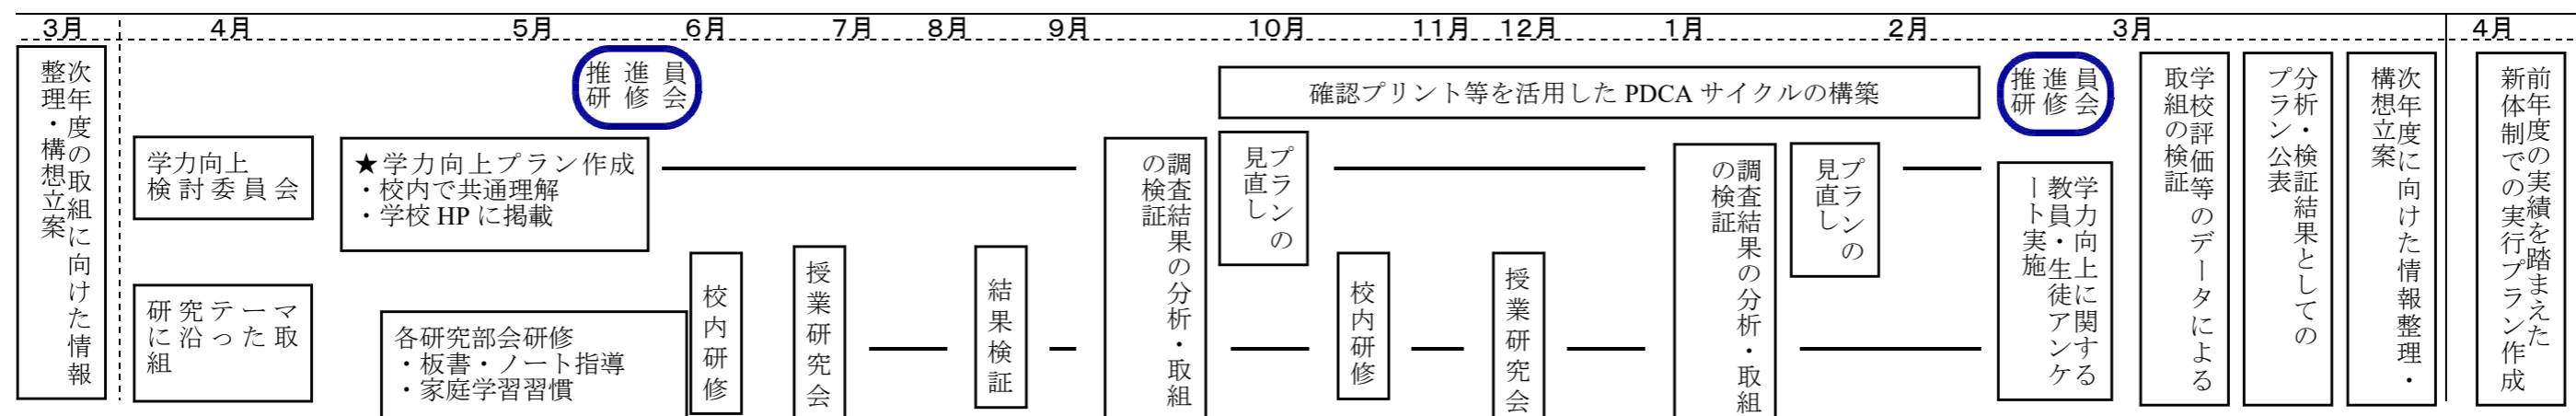 3月 4月 5月 6月 7月 8月 9月 10月 11月 12月 1月 2月 3月 4月
次年度の取組に向けた情報
整理・構想立案
学力向上
検討委員会
研究テーマ
に沿った取
組
推進員
研修会
★学力向上プラン作成
・校内で共通理解
・学校 HP に掲載
各研究部会研修
・板書・ノート指導
・家庭学習習慣
校内研修
授業研究会
結果検証
調査結果の分析・取組
の検証
確認プリント等を活用した PDCA サイクルの構築
プランの
見直し
校内研修
授業研究会
調査結果の分析・取組
の検証
プランの
見直し
推進員
研修会
学力向上に関する
教員・生徒アンケ
ート実施
学校評価等のデータによる
取組の検証
分析・検証結果としての
プラン公表
次年度に向けた情報整理・
構想立案
前年度の実績を踏まえた
新体制での実行プラン作成